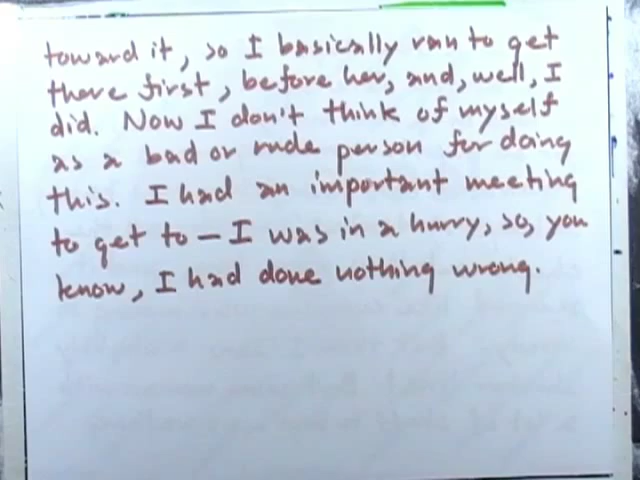 toward it, so I basically ran to get
there first, before her, and, well, I
did. Now I don't think of myself
as a bad or rude person for doing
this. I had an important meeting
to get to – I was in a hurry, so, you
know, I had done nothing wrong.